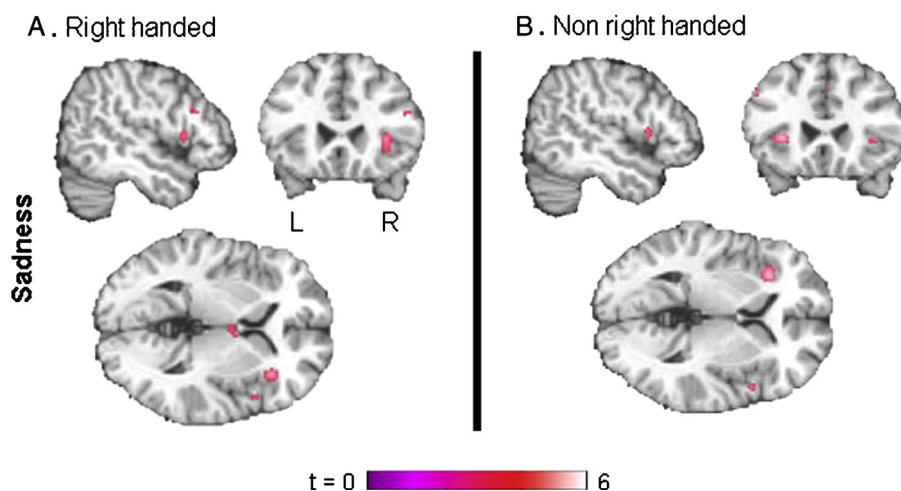 A. Right handed
B. Non right handed
Sadness
L R
t = 0 6